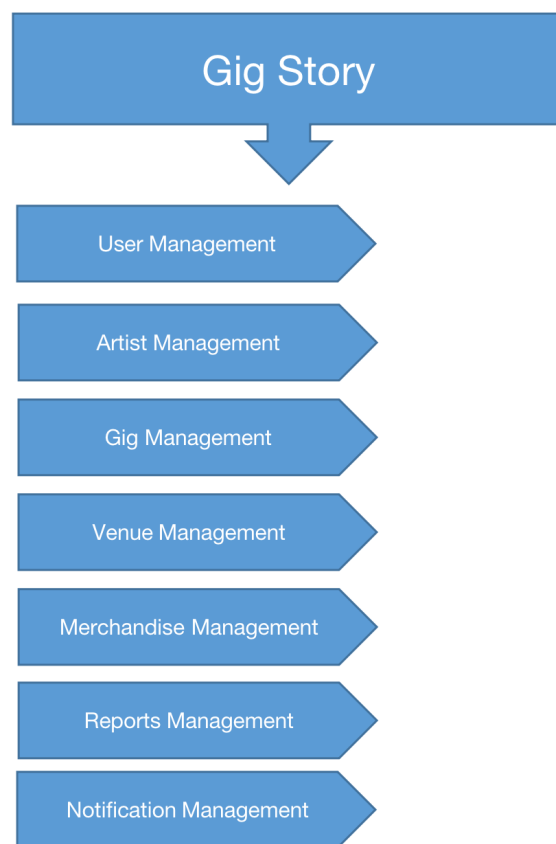 Gig Story
User Management
Artist Management
Gig Management
Venue Management
Merchandise Management
Reports Management
Notification Management